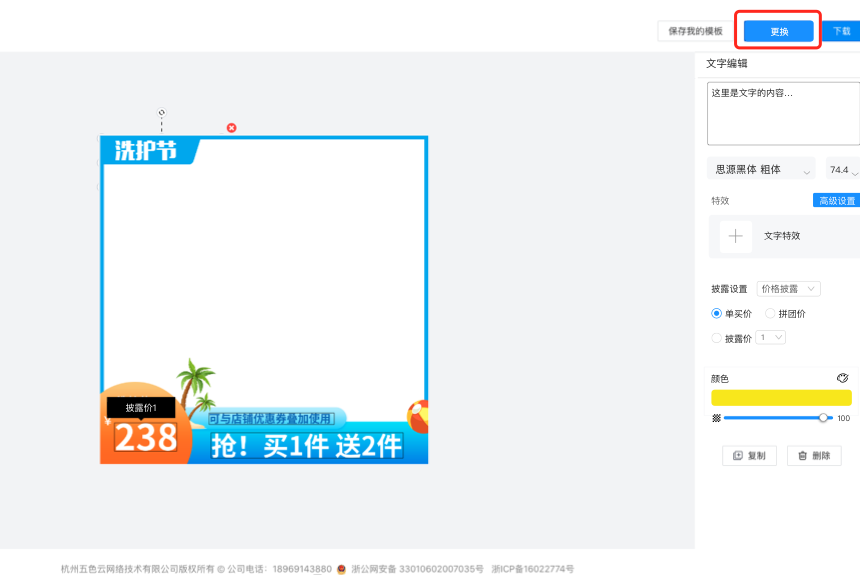 保存我的模板 更换 下载
文字编辑
这里是文字的内容...
思源黑体 粗体 74.4
特效 高级设置
文字特效
披露设置 价格披露
单买价 拼团价
披露价 1
颜色
100
复制 删除
洗护节
披露价1
¥
238
可与店铺优惠券叠加使用
抢！买1件 送2件
杭州五色云网络技术有限公司版权所有 © 公司电话：18969143880 浙公网安备 33010602007035号 浙ICP备16022774号